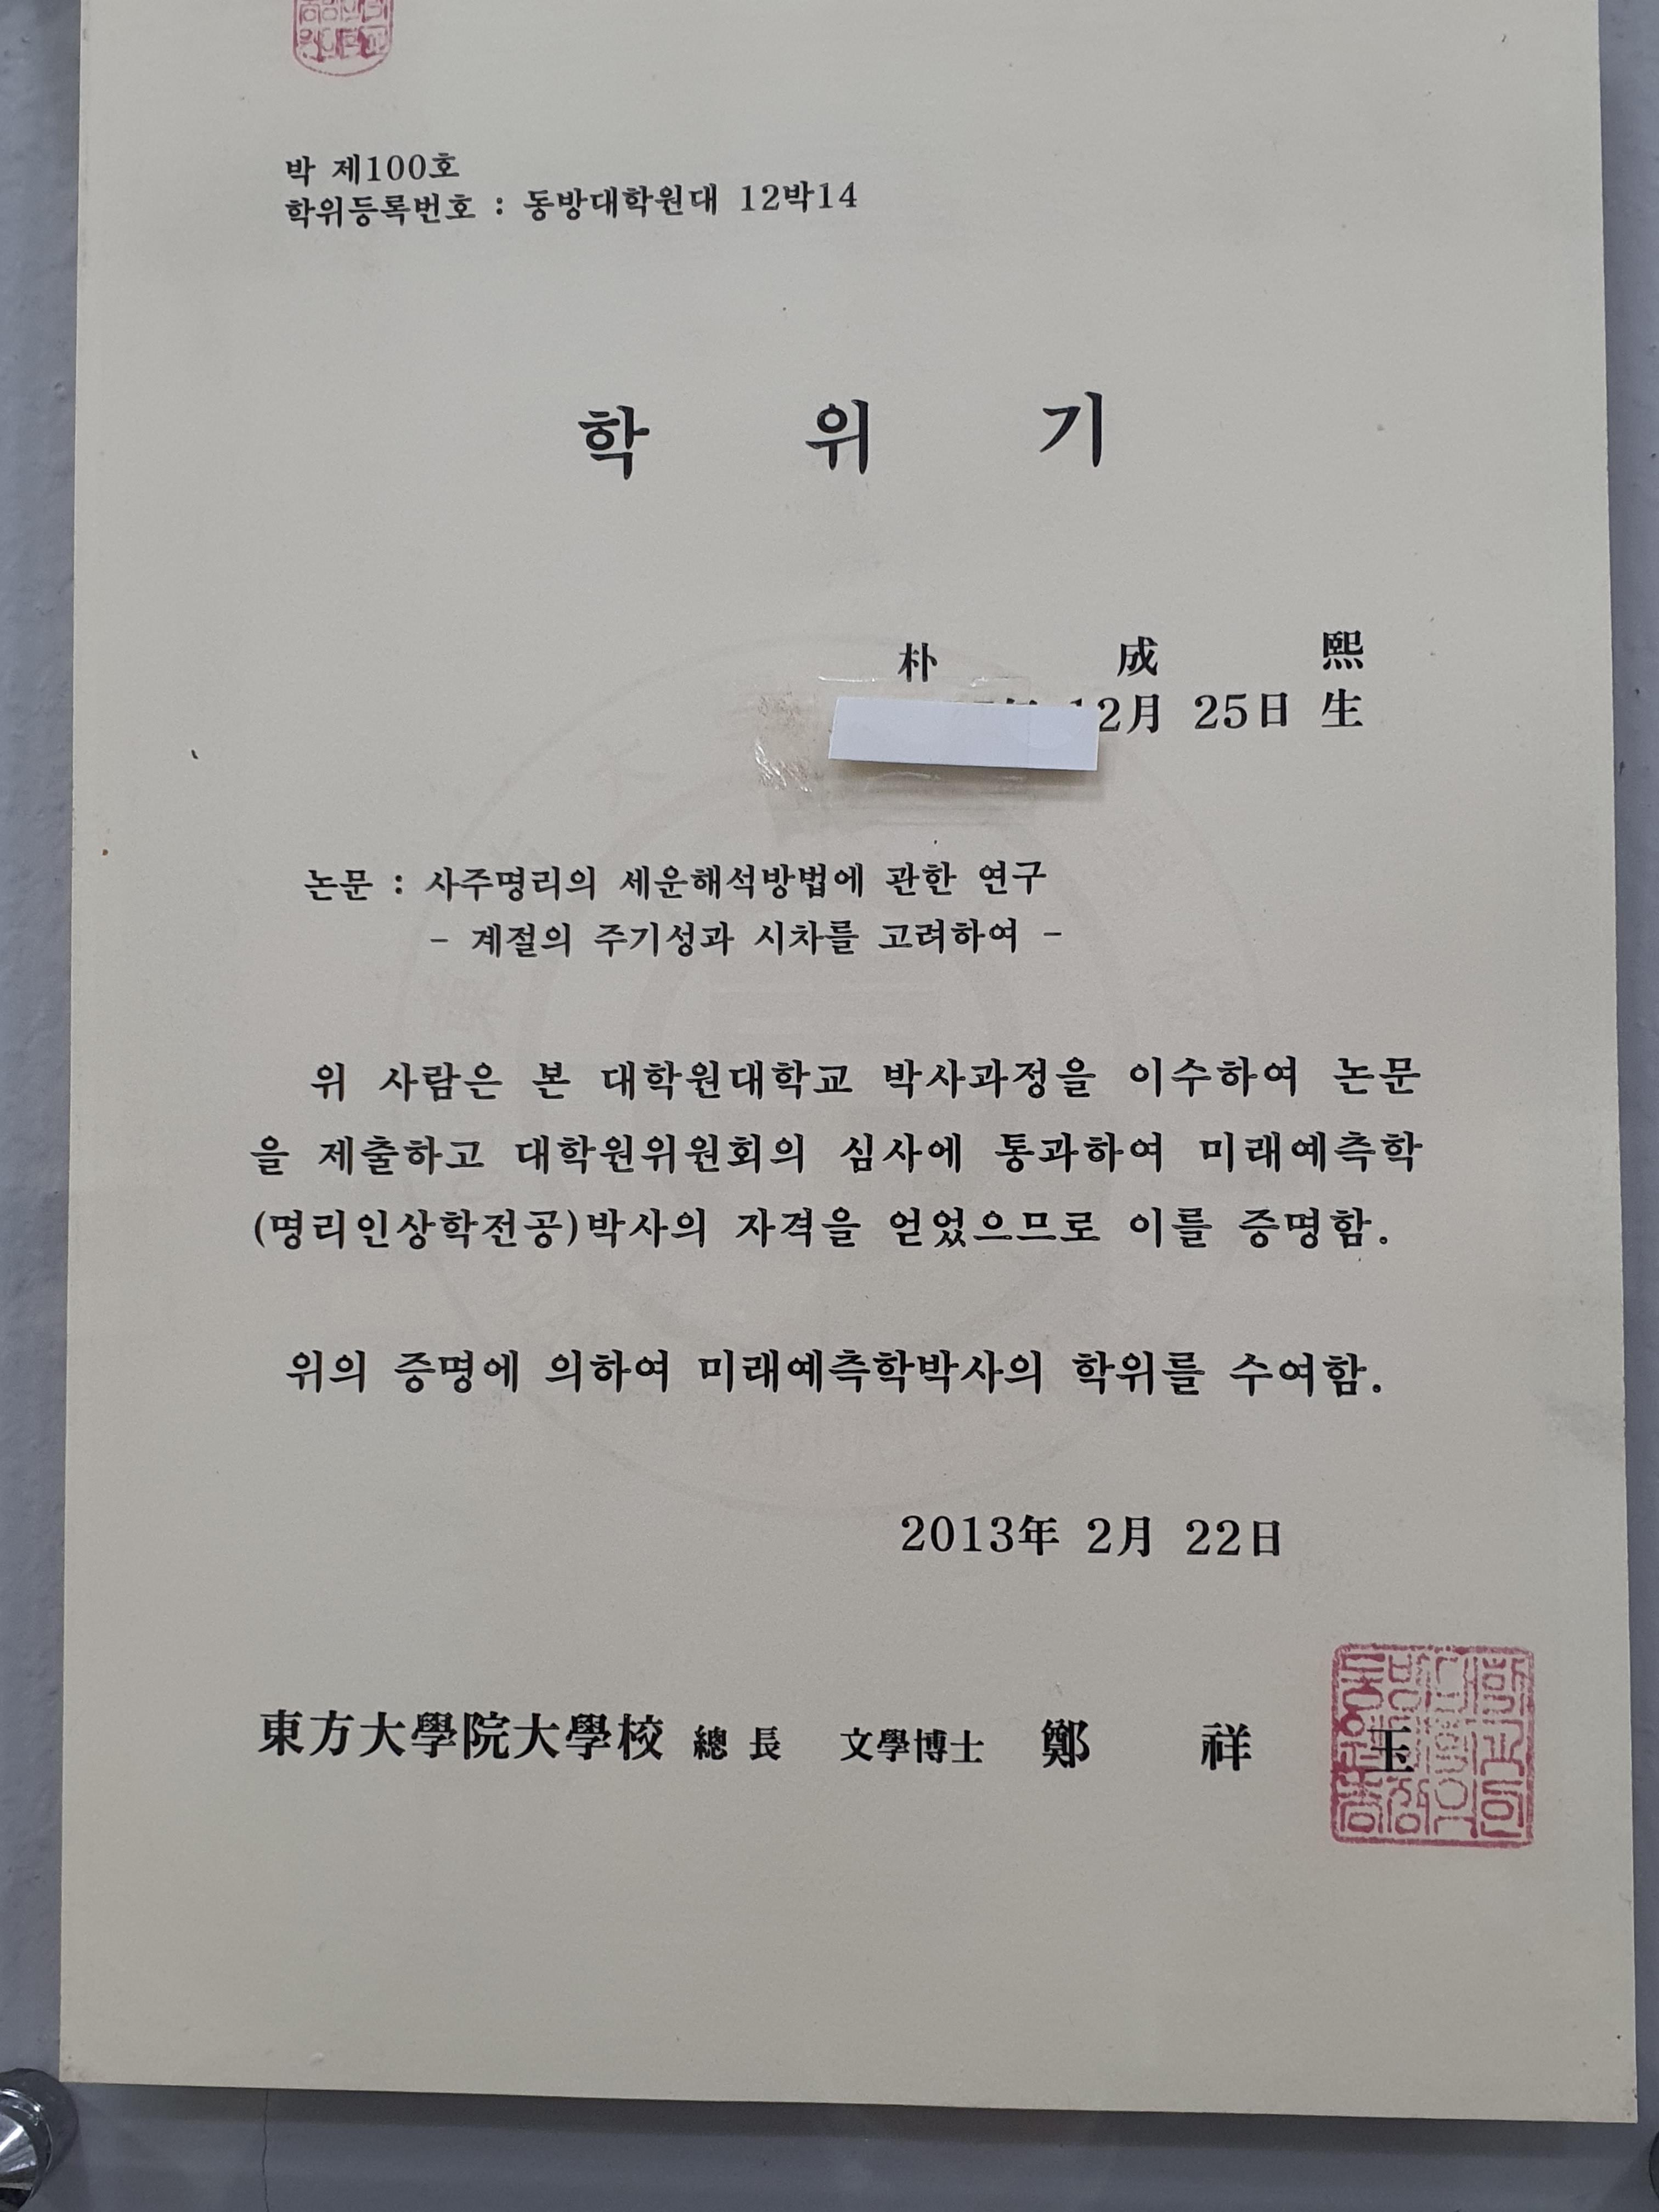 박 제100호
학위등록번호 : 동방대학원대 12박14
학 위 기
朴 成 熙
12月 25日 生
논문 : 사주명리의 세운해석방법에 관한 연구
- 계절의 주기성과 시차를 고려하여 -
위 사람은 본 대학원대학교 박사과정을 이수하여 논문
을 제출하고 대학원위원회의 심사에 통과하여 미래예측학
(명리인상학전공)박사의 자격을 얻었으므로 이를 증명함.
위의 증명에 의하여 미래예측학박사의 학위를 수여함.
2013年 2月 22日
東方大學院大學校 總 長 文學博士 鄭 祥 玉